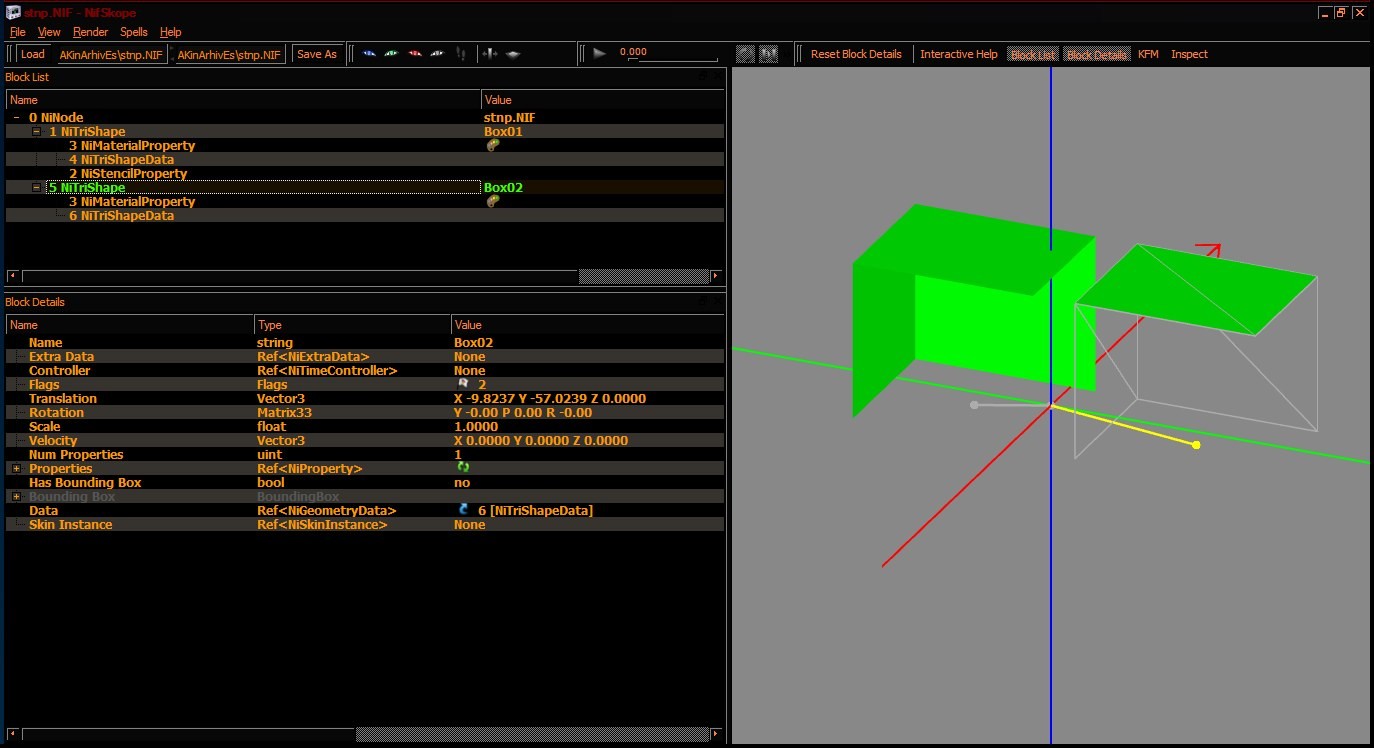 stnp.NIF - NifSkope
File View Render Spells Help
Load AKinArhivEs\stnp.NIF AKinArhivEs\stnp.NIF Save As 0.000 Reset Block Details Interactive Help Block List Block Details KFM Inspect
Block List
Name Value
0 NiNode stnp.NIF
1 NiTriShape Box01
3 NiMaterialProperty
4 NiTriShapeData
2 NiStencilProperty
5 NiTriShape Box02
3 NiMaterialProperty
6 NiTriShapeData
Block Details
Name Type Value
Name string Box02
Extra Data Ref<NiExtraData> None
Controller Ref<NiTimeController> None
Flags Flags 2
Translation Vector3 X -9.8237 Y -57.0239 Z 0.0000
Rotation Matrix33 Y -0.00 P 0.00 R -0.00
Scale float 1.0000
Velocity Vector3 X 0.0000 Y 0.0000 Z 0.0000
Num Properties uint 1
Properties Ref<NiProperty>
Has Bounding Box bool no
Bounding Box BoundingBox
Data Ref<NiGeometryData> 6 [NiTriShapeData]
Skin Instance Ref<NiSkinInstance> None